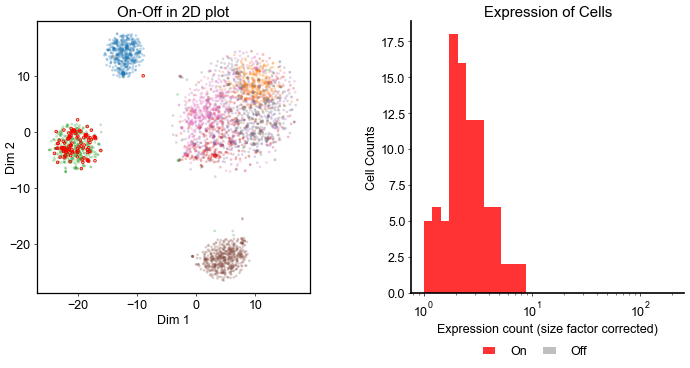 On-Off in 2D plot
Dim 2
10
0
−10
−20
−20 −10 0 10
Dim 1
Expression of Cells
Cell Counts
17.5
15.0
12.5
10.0
7.5
5.0
2.5
0.0
10⁰ 10¹ 10²
Expression count (size factor corrected)
On Off